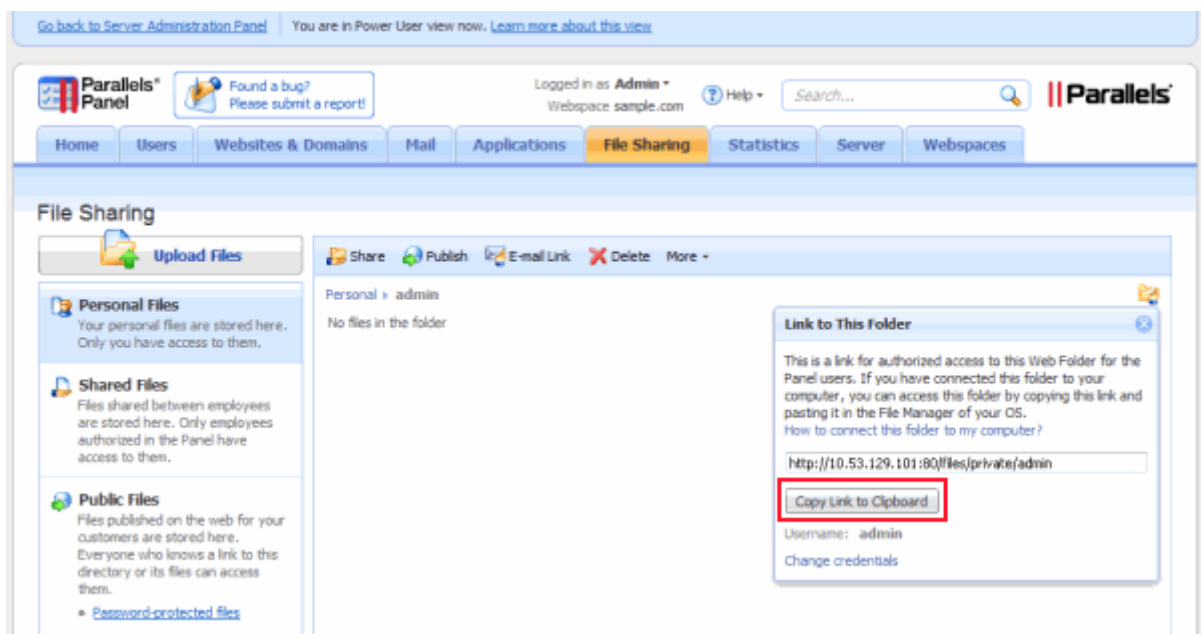 Go back to Server Administration Panel You are in Power User view now. Learn more about this view
Parallels® Panel
Found a bug?
Please submit a report!
Logged in as Admin
Webspace sample.com
Help
Search...
Parallels
Home Users Websites & Domains Mail Applications File Sharing Statistics Server Webspaces
File Sharing
Upload Files
Personal Files
Your personal files are stored here.
Only you have access to them.
Shared Files
Files shared between employees
are stored here. Only employees
authorized in the Panel have
access to them.
Public Files
Files published on the web for your
customers are stored here.
Everyone who knows a link to this
directory or its files can access
them.
Password-protected files
Share Publish E-mail Link Delete More
Personal admin
No files in the folder
Link to This Folder
This is a link for authorized access to this Web Folder for the
Panel users. If you have connected this folder to your
computer, you can access this folder by copying this link and
pasting it in the File Manager of your OS.
How to connect this folder to my computer?
http://10.53.129.101:80/files/private/admin
Copy Link to Clipboard
Username: admin
Change credentials